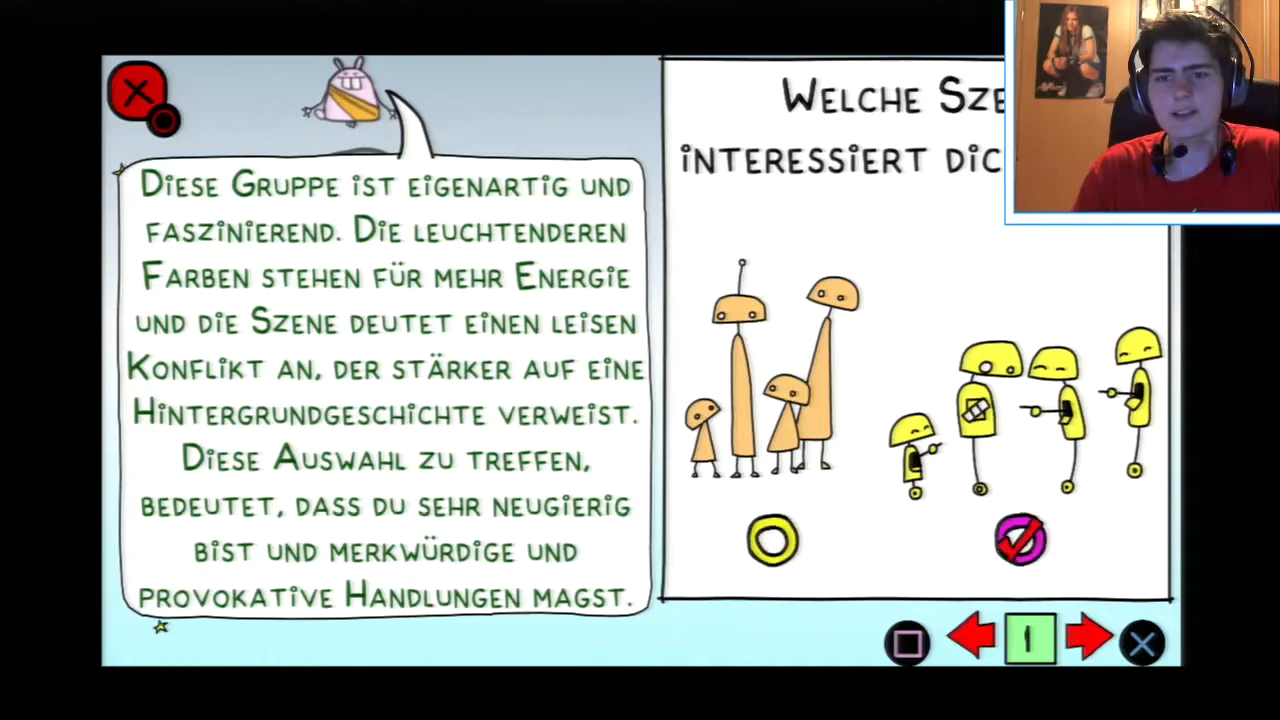 Diese Gruppe ist eigenartig und
faszinierend. Die leuchtenderen
Farben stehen für mehr Energie
und die Szene deutet einen leisen
Konflikt an, der stärker auf eine
Hintergrundgeschichte verweist.
Diese Auswahl zu treffen,
bedeutet, dass du sehr neugierig
bist und merkwürdige und
provokative Handlungen magst.
Welche Sze
interessiert dic
1